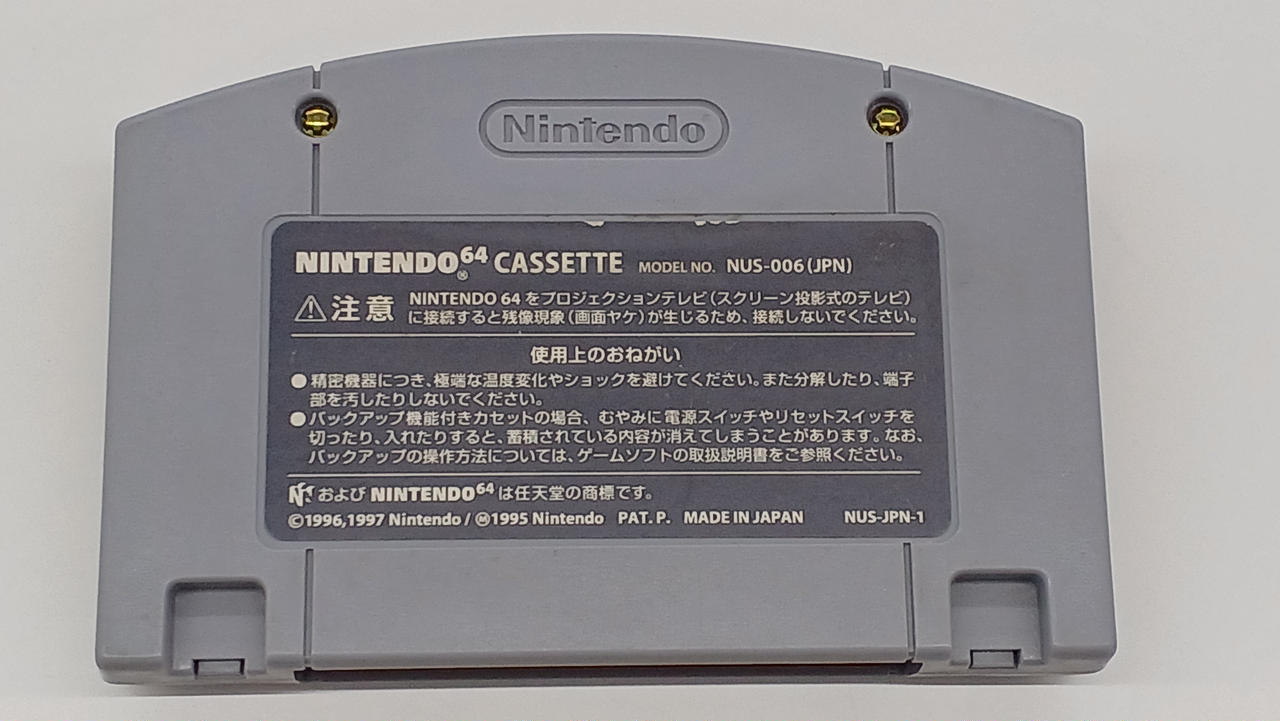 Nintendo
NINTENDO64® CASSETTE MODEL NO. NUS-006(JPN)
⚠注意 NINTENDO 64 をプロジェクションテレビ(スクリーン投影式のテレビ)
に接続すると残像現象(画面ヤケ)が生じるため、接続しないでください。
使用上のおねがい
●精密機器につき、極端な温度変化やショックを避けてください。また分解したり、端子
部を汚したりしないでください。
●バックアップ機能付きカセットの場合、むやみに電源スイッチやリセットスイッチを
切ったり、入れたりすると、蓄積されている内容が消えてしまうことがあります。なお、
バックアップの操作方法については、ゲームソフトの取扱説明書をご参照ください。
および NINTENDO64 は任天堂の商標です。
©1996,1997 Nintendo / Ⓜ1995 Nintendo PAT. P. MADE IN JAPAN NUS-JPN-1